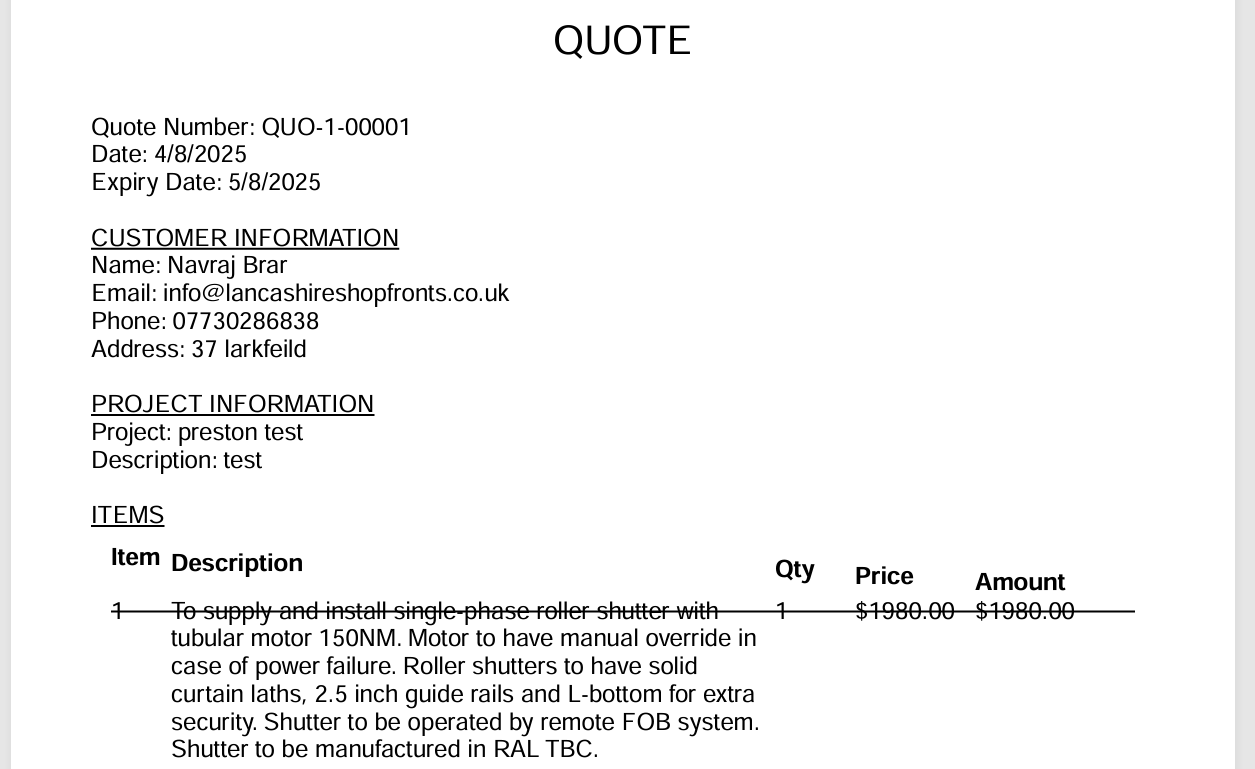 QUOTE
Quote Number: QUO-1-00001
Date: 4/8/2025
Expiry Date: 5/8/2025
CUSTOMER INFORMATION
Name: Navraj Brar
Email: info@lancashireshopfronts.co.uk
Phone: 07730286838
Address: 37 larkfeild
PROJECT INFORMATION
Project: preston test
Description: test
ITEMS
Item Description Qty Price Amount
1 To supply and install single-phase roller shutter with 1 $1980.00 $1980.00
tubular motor 150NM. Motor to have manual override in
case of power failure. Roller shutters to have solid
curtain laths, 2.5 inch guide rails and L-bottom for extra
security. Shutter to be operated by remote FOB system.
Shutter to be manufactured in RAL TBC.